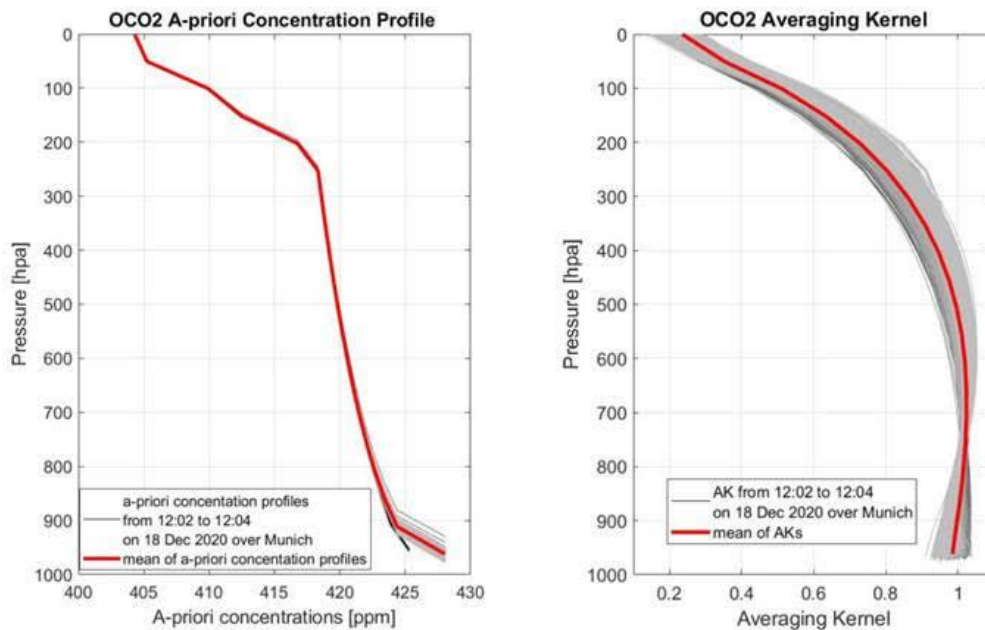 OCO2 A-priori Concentration Profile
0
100
200
300
400
500
600
700
800
900
1000
Pressure [hpa]
a-priori concentration profiles
from 12:02 to 12:04
on 18 Dec 2020 over Munich
mean of a-priori concentration profiles
400
405
410
415
420
425
430
A-priori concentrations [ppm]
OCO2 Averaging Kernel
0
100
200
300
400
500
600
700
800
900
1000
Pressure [hpa]
AK from 12:02 to 12:04
on 18 Dec 2020 over Munich
mean of AKs
0.2
0.4
0.6
0.8
1
Averaging Kernel